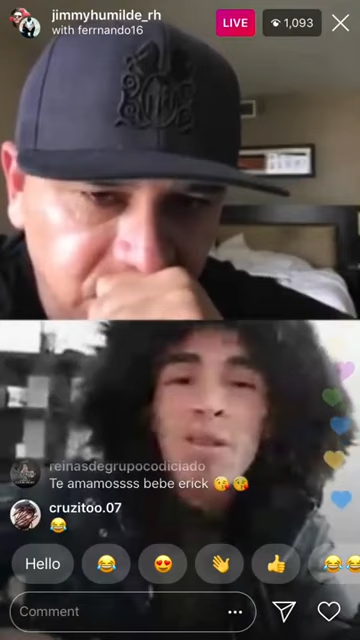 jimmyhumilde_rh
with ferrnando16
LIVE
1,093
reinasdegrupocodiciado
Te amamossss bebe erick 😘😘
cruzitoo.07
😂
Hello 😂 😍 👋 👍 😂😂
Comment